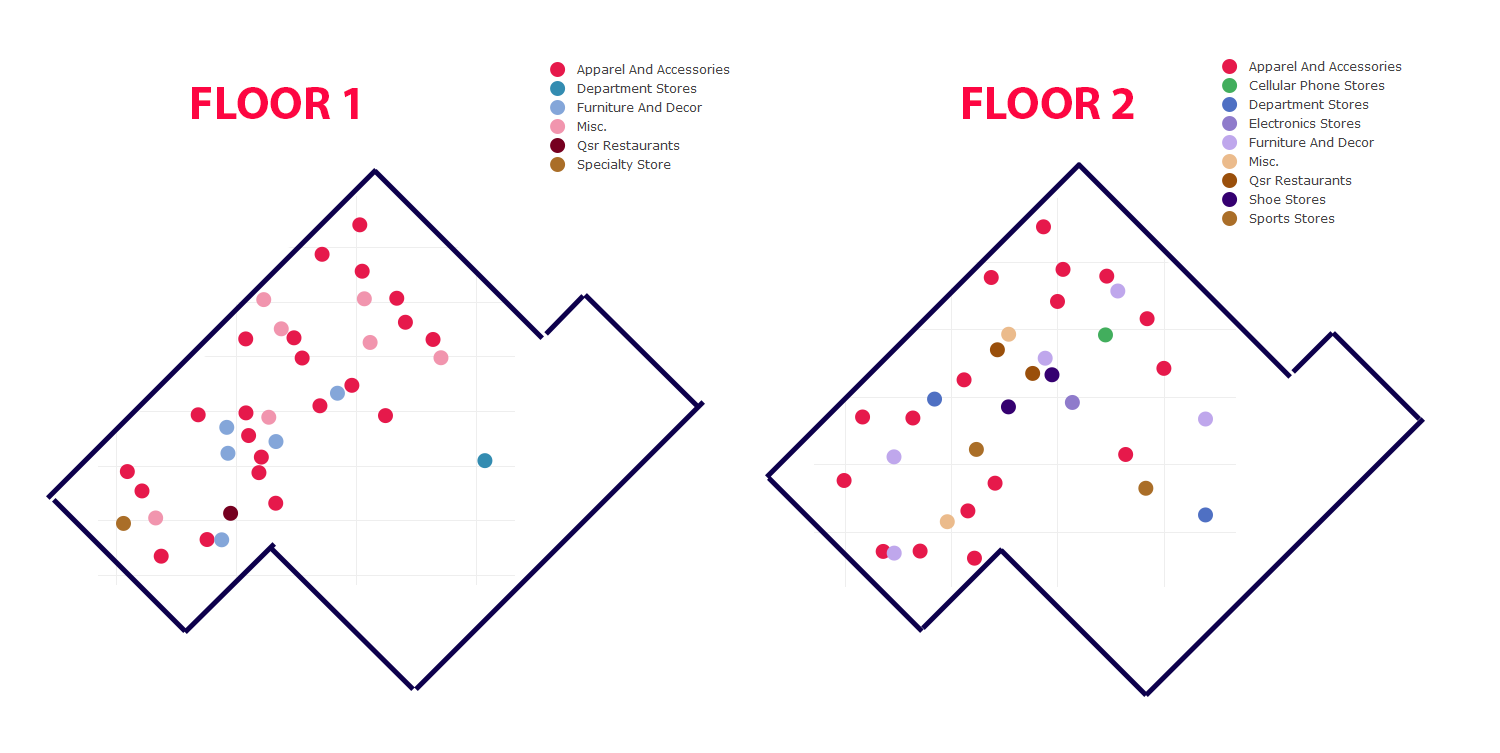 FLOOR 1
Apparel And Accessories
Department Stores
Furniture And Decor
Misc.
Qsr Restaurants
Specialty Store
FLOOR 2
Apparel And Accessories
Cellular Phone Stores
Department Stores
Electronics Stores
Furniture And Decor
Misc.
Qsr Restaurants
Shoe Stores
Sports Stores